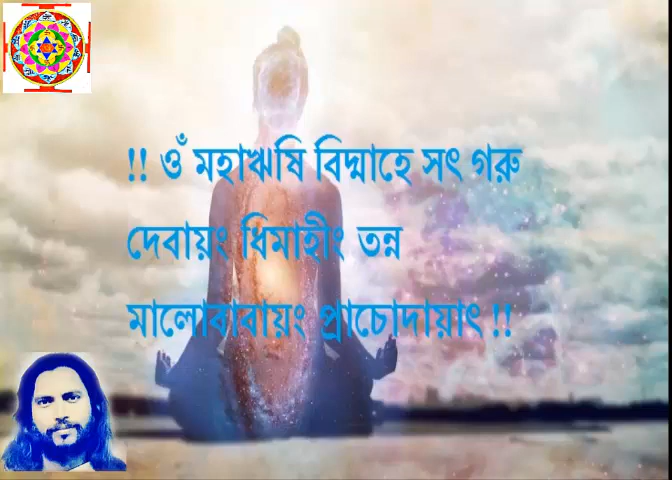 !! ওঁ মহাঋষি বিদ্মাহে সৎ গরু
দেবায়ং ধিমাহীং তন্ন
মালোবাবায়ং প্রাচোদায়াৎ !!